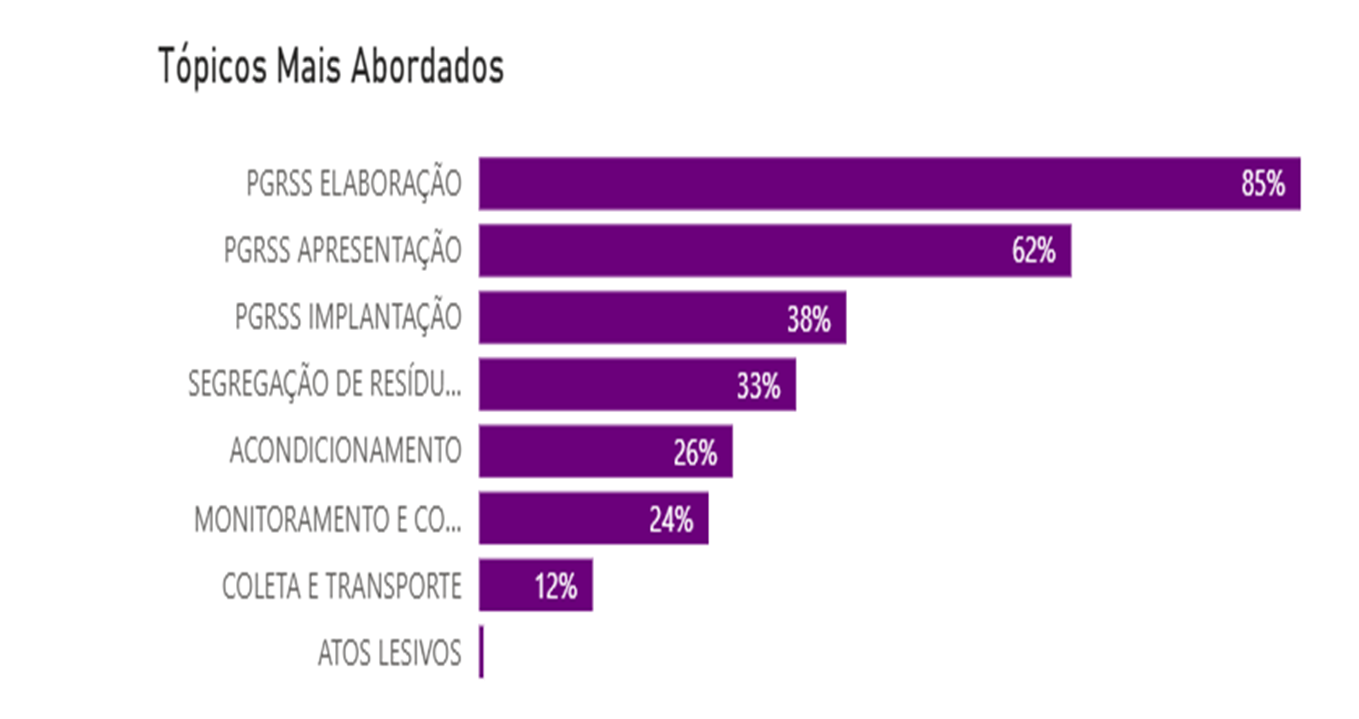 Tópicos Mais Abordados
PGRSS ELABORAÇÃO 85%
PGRSS APRESENTAÇÃO 62%
PGRSS IMPLANTAÇÃO 38%
SEGREGAÇÃO DE RESÍDU... 33%
ACONDICIONAMENTO 26%
MONITORAMENTO E CO... 24%
COLETA E TRANSPORTE 12%
ATOS LESIVOS